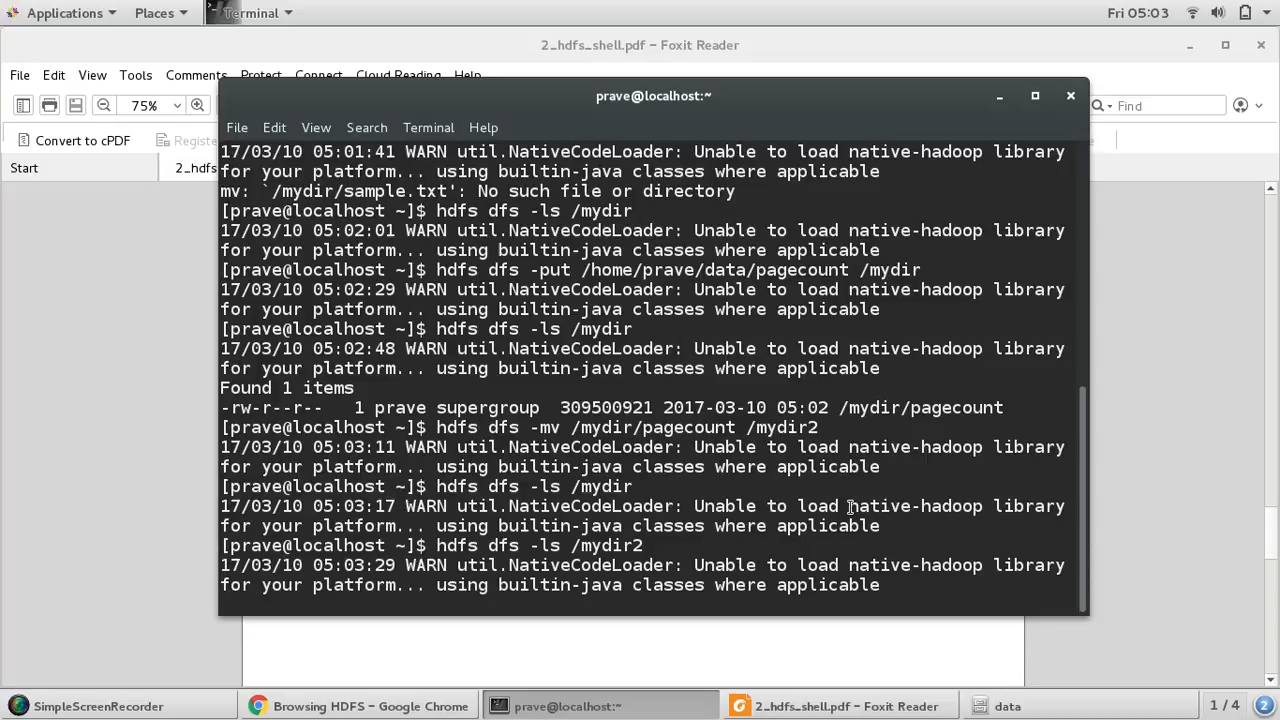 Applications Places Terminal Fri 05:03
2_hdfs_shell.pdf - Foxit Reader
File Edit View Tools Comments Protect Connect Cloud Reading Help
75% Find
Convert to cPDF Registe
Start 2_hdfs
prave@localhost:~
File Edit View Search Terminal Help
17/03/10 05:01:41 WARN util.NativeCodeLoader: Unable to load native-hadoop library
for your platform... using builtin-java classes where applicable
mv: `/mydir/sample.txt': No such file or directory
[prave@localhost ~]$ hdfs dfs -ls /mydir
17/03/10 05:02:01 WARN util.NativeCodeLoader: Unable to load native-hadoop library
for your platform... using builtin-java classes where applicable
[prave@localhost ~]$ hdfs dfs -put /home/prave/data/pagecount /mydir
17/03/10 05:02:29 WARN util.NativeCodeLoader: Unable to load native-hadoop library
for your platform... using builtin-java classes where applicable
[prave@localhost ~]$ hdfs dfs -ls /mydir
17/03/10 05:02:48 WARN util.NativeCodeLoader: Unable to load native-hadoop library
for your platform... using builtin-java classes where applicable
Found 1 items
-rw-r--r--   1 prave supergroup  309500921 2017-03-10 05:02 /mydir/pagecount
[prave@localhost ~]$ hdfs dfs -mv /mydir/pagecount /mydir2
17/03/10 05:03:11 WARN util.NativeCodeLoader: Unable to load native-hadoop library
for your platform... using builtin-java classes where applicable
[prave@localhost ~]$ hdfs dfs -ls /mydir
17/03/10 05:03:17 WARN util.NativeCodeLoader: Unable to load native-hadoop library
for your platform... using builtin-java classes where applicable
[prave@localhost ~]$ hdfs dfs -ls /mydir2
17/03/10 05:03:29 WARN util.NativeCodeLoader: Unable to load native-hadoop library
for your platform... using builtin-java classes where applicable
SimpleScreenRecorder Browsing HDFS - Google Chrome prave@localhost:~ 2_hdfs_shell.pdf - Foxit Reader data 1 / 4 2